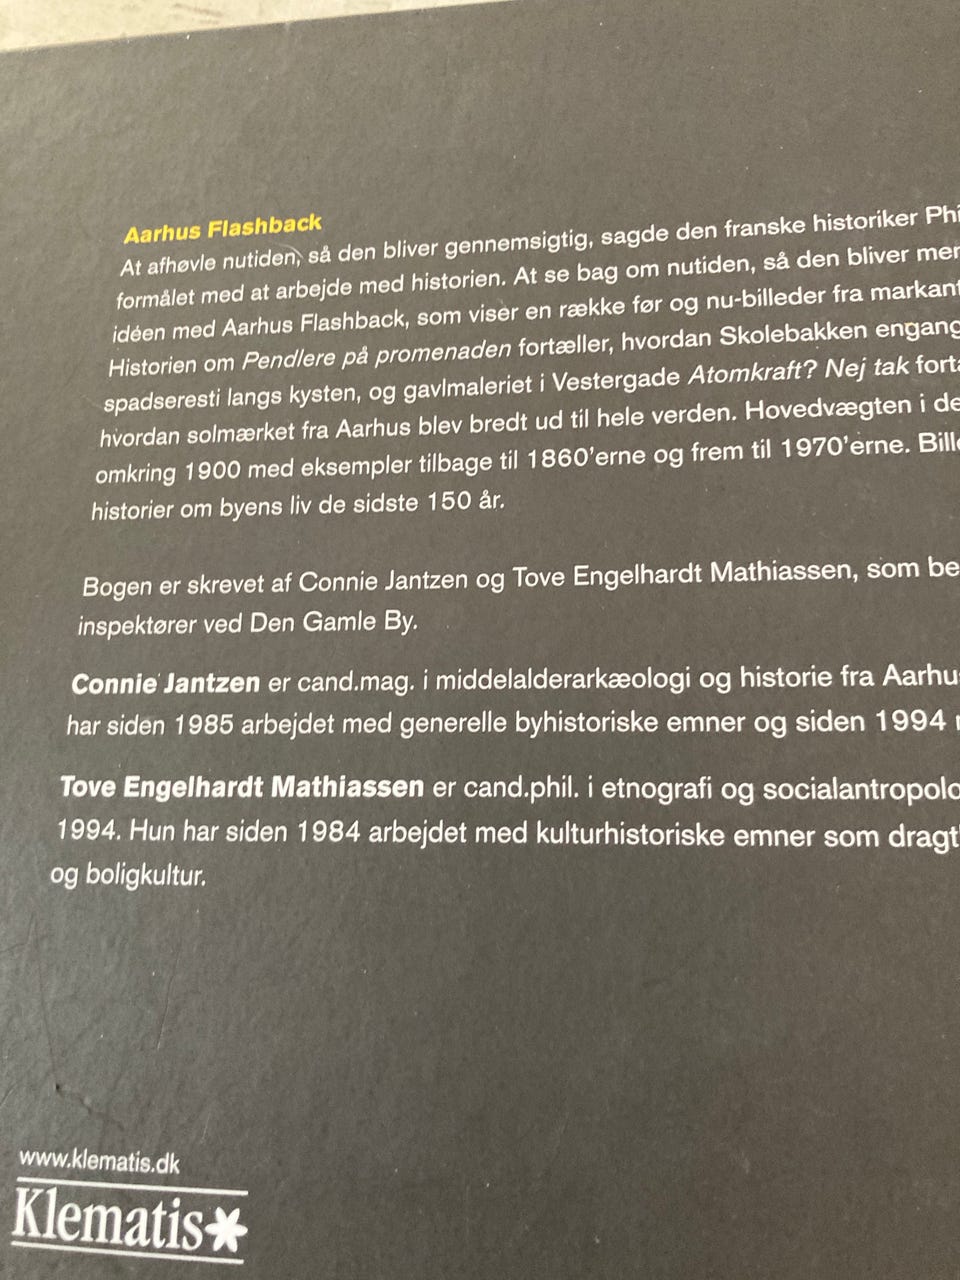 Aarhus Flashback
At afhøvle nutiden, så den bliver gennemsigtig, sagde den franske historiker
formålet med at arbejde med historien. At se bag om nutiden, så den bliver
idéen med Aarhus Flashback, som viser en række før og nu-billeder fra
Historien om Pendlere på promenaden fortæller, hvordan Skolebakken engang
spadseresti langs kysten, og gavlmaleriet i Vestergade Atomkraft? Nej tak
hvordan solmærket fra Aarhus blev bredt ud til hele verden. Hovedvægten i
omkring 1900 med eksempler tilbage til 1860'erne og frem til 1970'erne.
historier om byens liv de sidste 150 år.
Bogen er skrevet af Connie Jantzen og Tove Engelhardt Mathiassen, som
inspektører ved Den Gamle By.
Connie Jantzen er cand.mag. i middelalderarkæologi og historie fra
har siden 1985 arbejdet med generelle byhistoriske emner og siden 1994
Tove Engelhardt Mathiassen er cand.phil. i etnografi og
1994. Hun har siden 1984 arbejdet med kulturhistoriske emner som
og boligkultur.
www.klematis.dk
Klematis